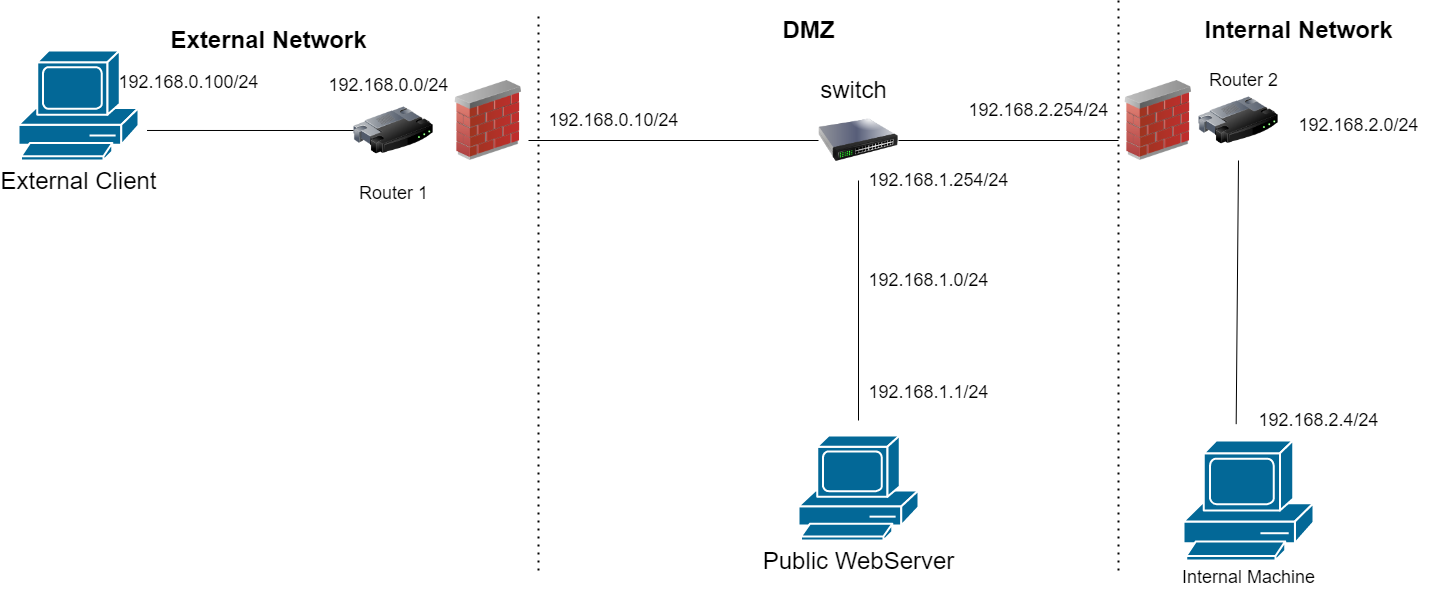 External Network
DMZ
Internal Network
192.168.0.100/24
192.168.0.0/24
External Client
Router 1
192.168.0.10/24
switch
192.168.2.254/24
Router 2
192.168.2.0/24
192.168.1.254/24
192.168.1.0/24
192.168.1.1/24
Public WebServer
192.168.2.4/24
Internal Machine